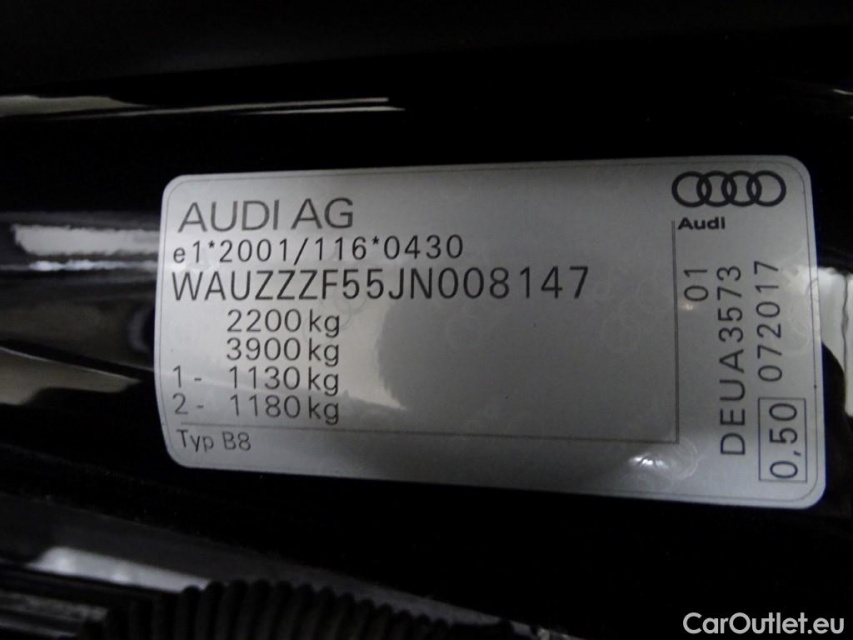 AUDI AG
e1*2001/116*0430
WAUZZZF55JN008147
2200 kg
3900 kg
1 - 1130 kg
2 - 1180 kg
Typ B8
Audi
01
DEUA3573
0,50 072017
CarOutlet.eu